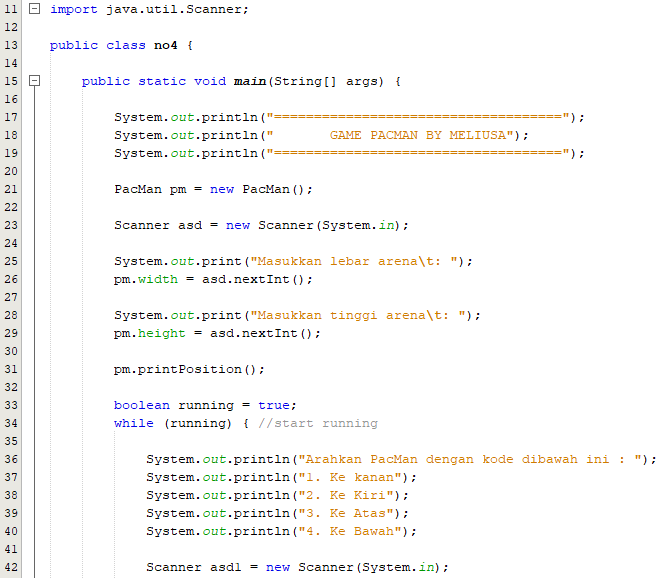 11 import java.util.Scanner;
12
13 public class no4 {
14
15 public static void main(String[] args) {
16
17 System.out.println("====================================");
18 System.out.println("       GAME PACMAN BY MELIUSA");
19 System.out.println("====================================");
20
21 PacMan pm = new PacMan();
22
23 Scanner asd = new Scanner(System.in);
24
25 System.out.print("Masukkan lebar arena\t: ");
26 pm.width = asd.nextInt();
27
28 System.out.print("Masukkan tinggi arena\t: ");
29 pm.height = asd.nextInt();
30
31 pm.printPosition();
32
33 boolean running = true;
34 while (running) { //start running
35
36 System.out.println("Arahkan PacMan dengan kode dibawah ini : ");
37 System.out.println("1. Ke kanan");
38 System.out.println("2. Ke Kiri");
39 System.out.println("3. Ke Atas");
40 System.out.println("4. Ke Bawah");
41
42 Scanner asd1 = new Scanner(System.in);